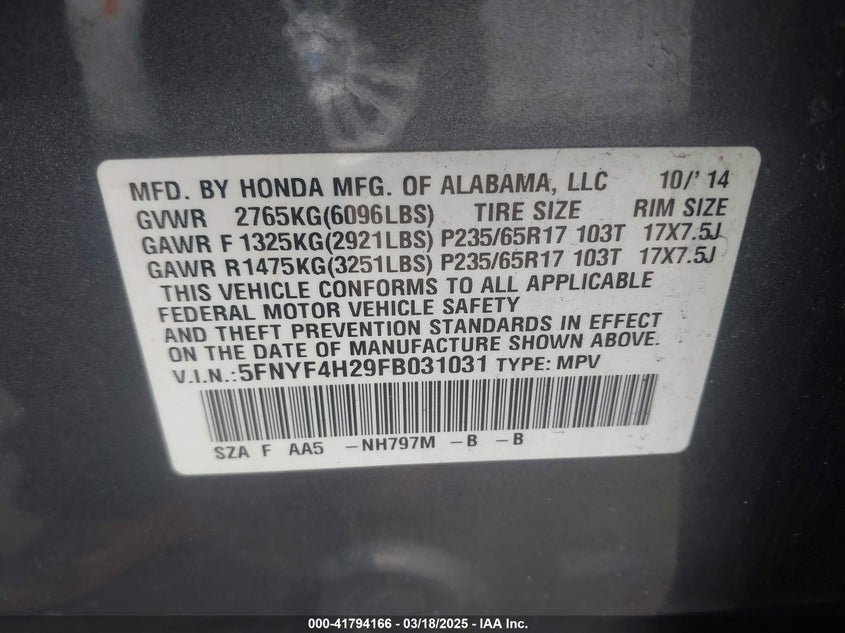 MFD. BY HONDA MFG. OF ALABAMA, LLC 10/'14
GVWR 2765KG(6096LBS) TIRE SIZE RIM SIZE
GAWR F 1325KG(2921LBS) P235/65R17 103T 17X7.5J
GAWR R1475KG(3251LBS) P235/65R17 103T 17X7.5J
THIS VEHICLE CONFORMS TO ALL APPLICABLE
FEDERAL MOTOR VEHICLE SAFETY
AND THEFT PREVENTION STANDARDS IN EFFECT
ON THE DATE OF MANUFACTURE SHOWN ABOVE.
V.I.N.:5FNYF4H29FB031031 TYPE: MPV
SZA F AA5 -NH797M -B -B
000-41794166 - 03/18/2025 - IAA Inc.